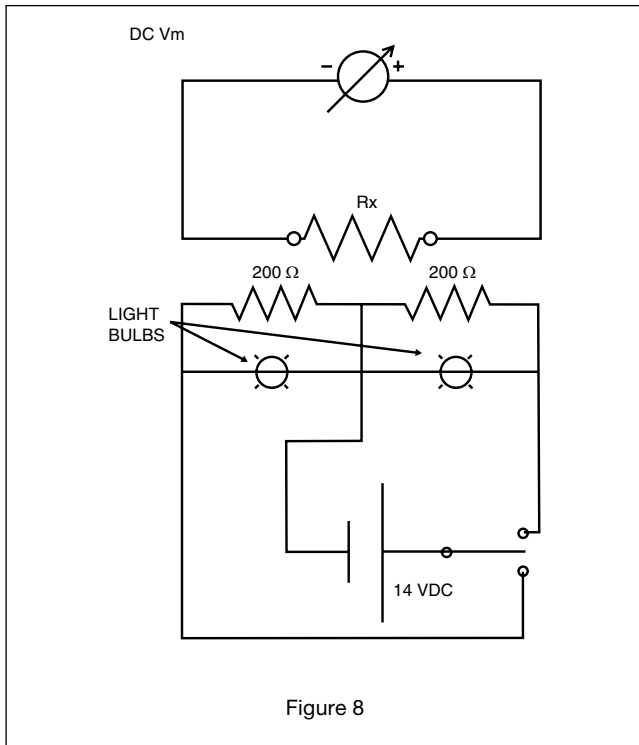 DC Vm
– +
Rx
200 Ω 200 Ω
LIGHT
BULBS
14 VDC
Figure 8